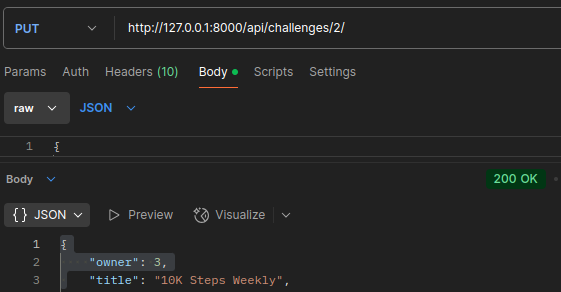 PUT http://127.0.0.1:8000/api/challenges/2/
Params Auth Headers (10) Body Scripts Settings
raw JSON
1 {
Body 200 OK
{} JSON Preview Visualize
1 {
2 "owner": 3,
3 "title": "10K Steps Weekly",